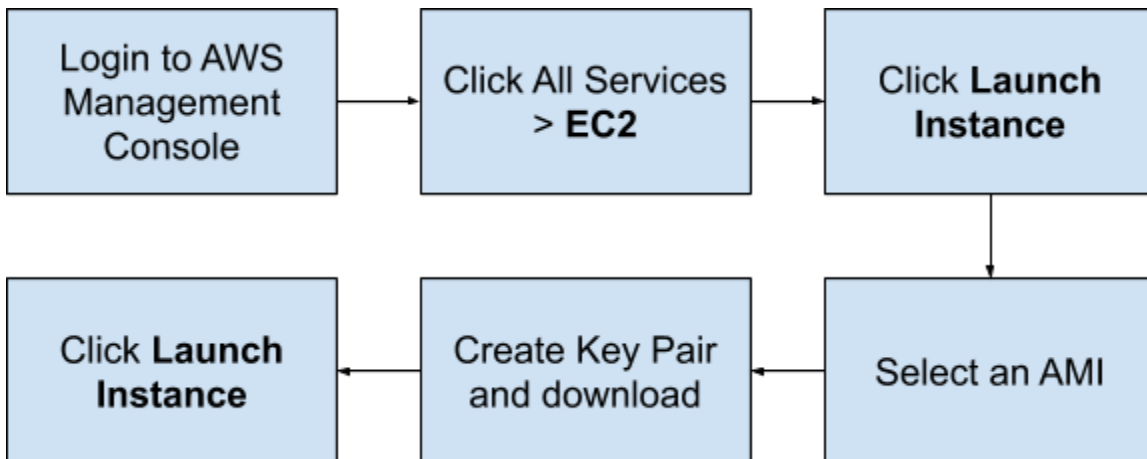 Login to AWS
Management
Console
Click All Services
> EC2
Click Launch
Instance
Select an AMI
Create Key Pair
and download
Click Launch
Instance